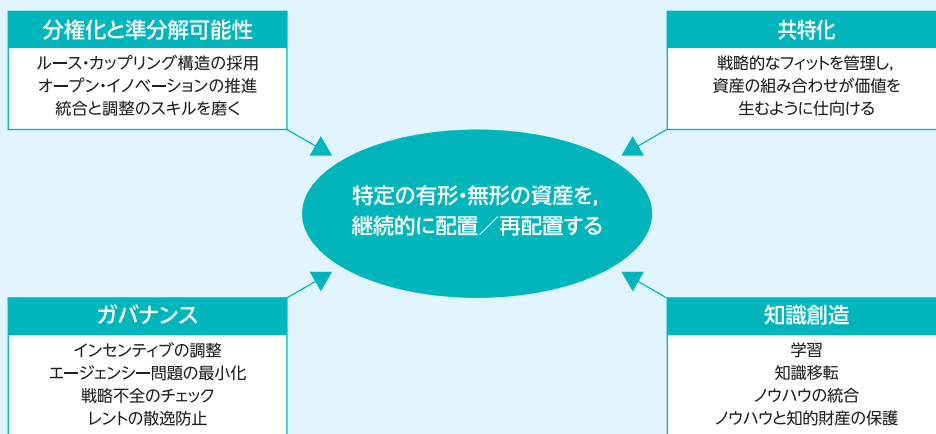 分権化と準分解可能性
ルース・カップリング構造の採用
オープン・イノベーションの推進
統合と調整のスキルを磨く
共特化
戦略的なフィットを管理し,
資産の組み合わせが価値を
生むように仕向ける
特定の有形・無形の資産を,
継続的に配置／再配置する
ガバナンス
インセンティブの調整
エージェンシー問題の最小化
戦略不全のチェック
レントの散逸防止
知識創造
学習
知識移転
ノウハウの統合
ノウハウと知的財産の保護